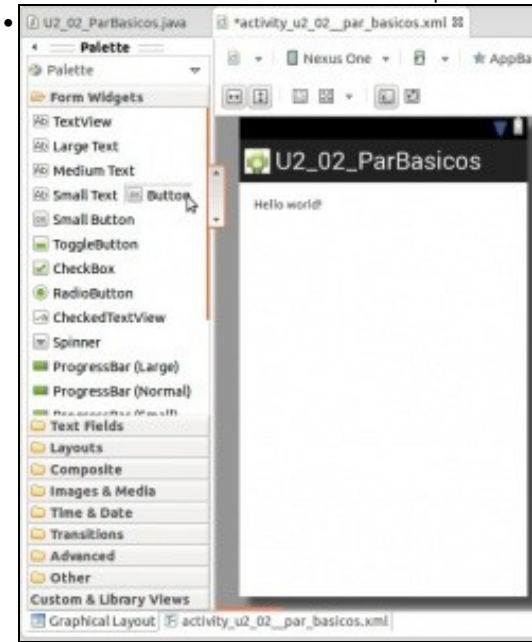 U2_02_ParBasicos.java
*activity_u2_02__par_basicos.xml
Palette
Palette
Nexus One
AppBa
Form Widgets
TextView
Large Text
Medium Text
Small Text
Button
Small Button
ToggleButton
CheckBox
RadioButton
CheckedTextView
Spinner
ProgressBar (Large)
ProgressBar (Normal)
ProgressBar (Small)
Text Fields
Layouts
Composite
Images & Media
Time & Date
Transitions
Advanced
Other
Custom & Library Views
Graphical Layout
activity_u2_02__par_basicos.xml
U2_02_ParBasicos
Hello world!